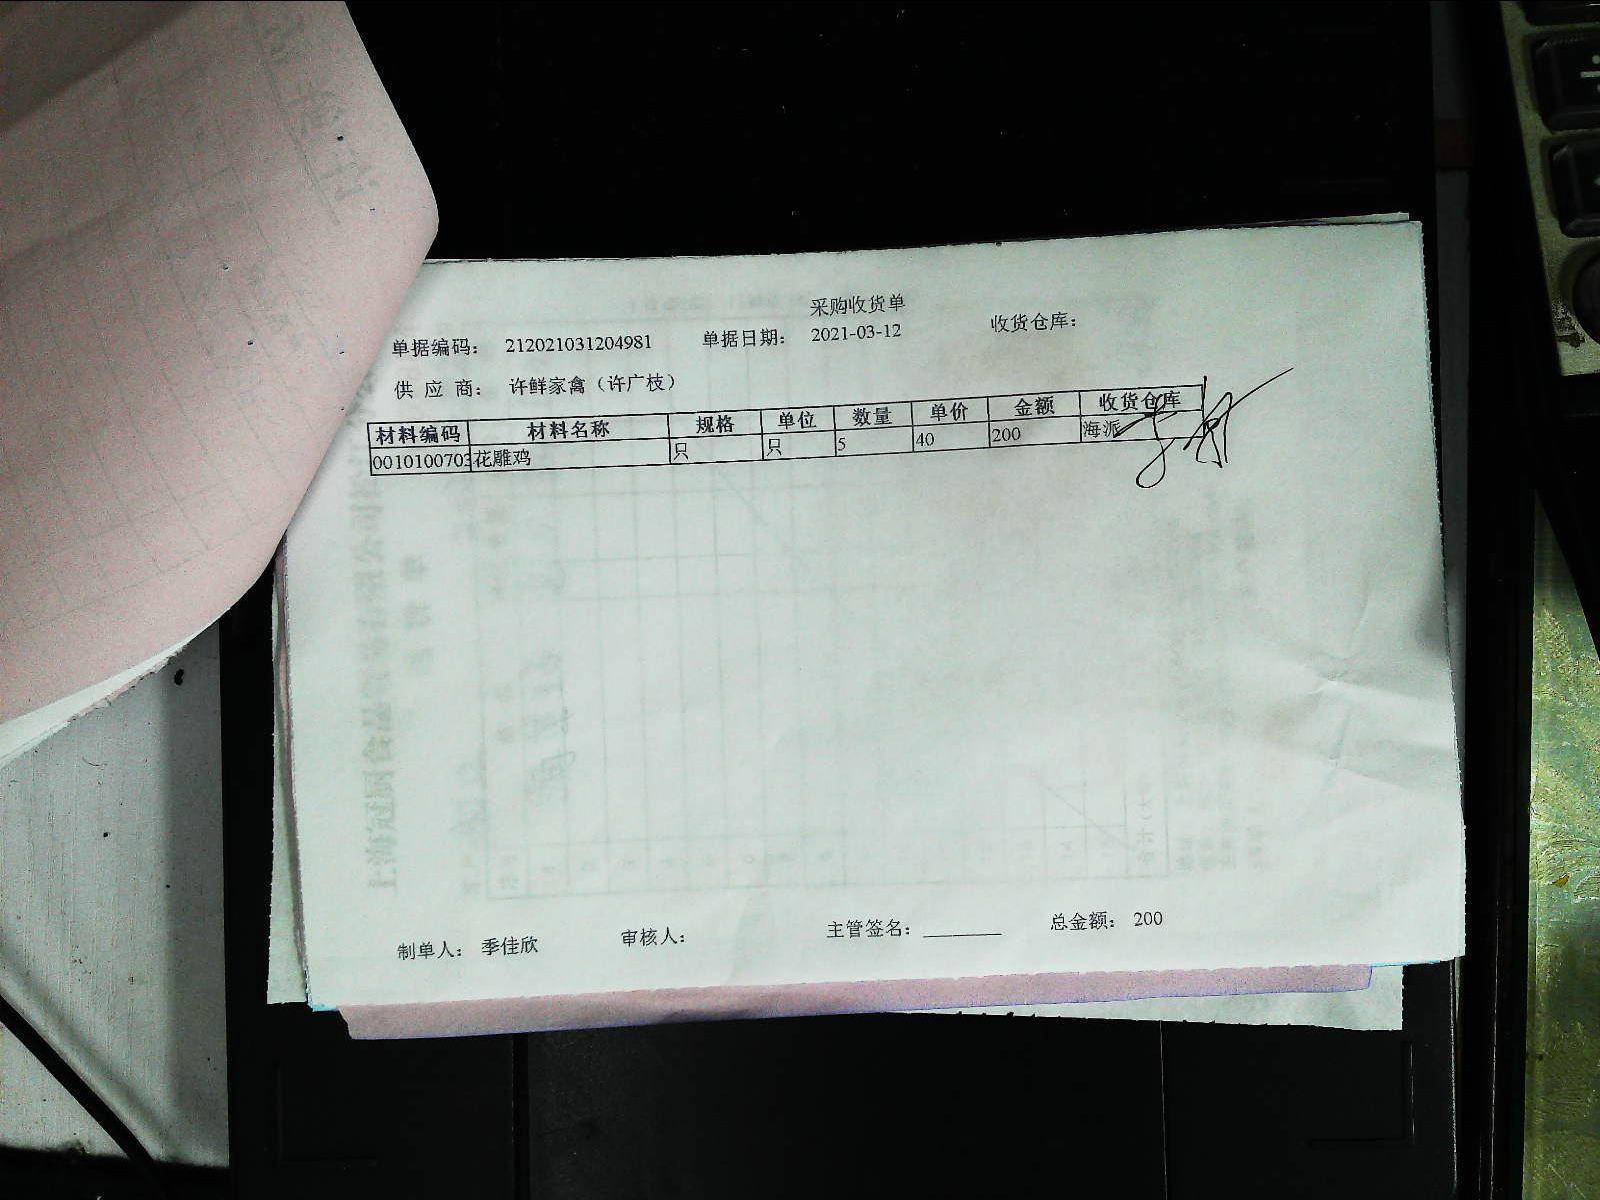 采购收货单
单据编码： 212021031204981 单据日期： 2021-03-12 收货仓库：
供 应 商： 许鲜家禽（许广枝）
材料编码 材料名称 规格 单位 数量 单价 金额 收货仓库
0010100703 花雕鸡 只 只 5 40 200 海派
制单人： 季佳欣 审核人： 主管签名：________ 总金额： 200